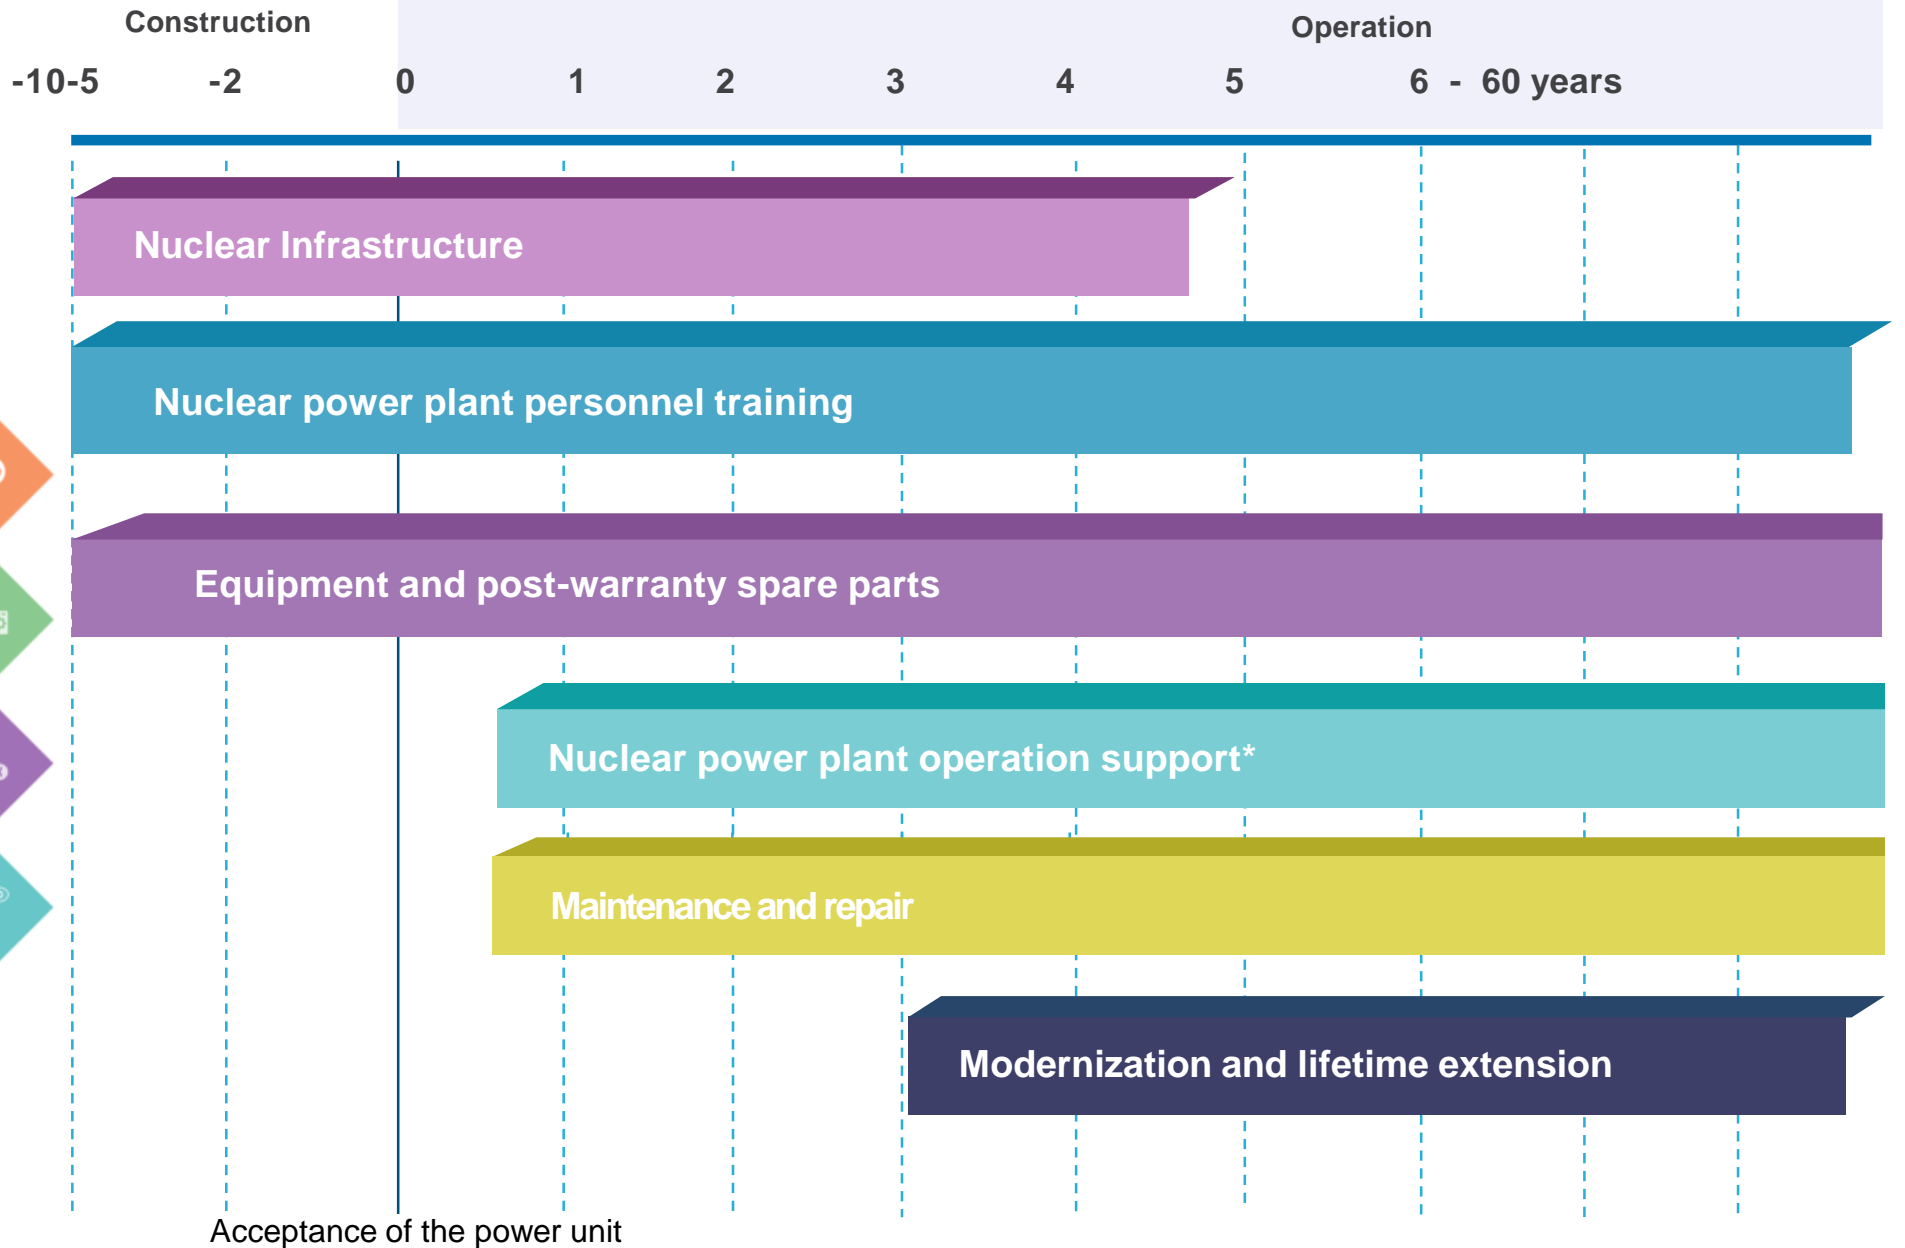 Construction
Operation
-10-5 -2 0 1 2 3 4 5 6 - 60 years
Nuclear Infrastructure
Nuclear power plant personnel training
Equipment and post-warranty spare parts
Nuclear power plant operation support*
Maintenance and repair
Modernization and lifetime extension
Acceptance of the power unit